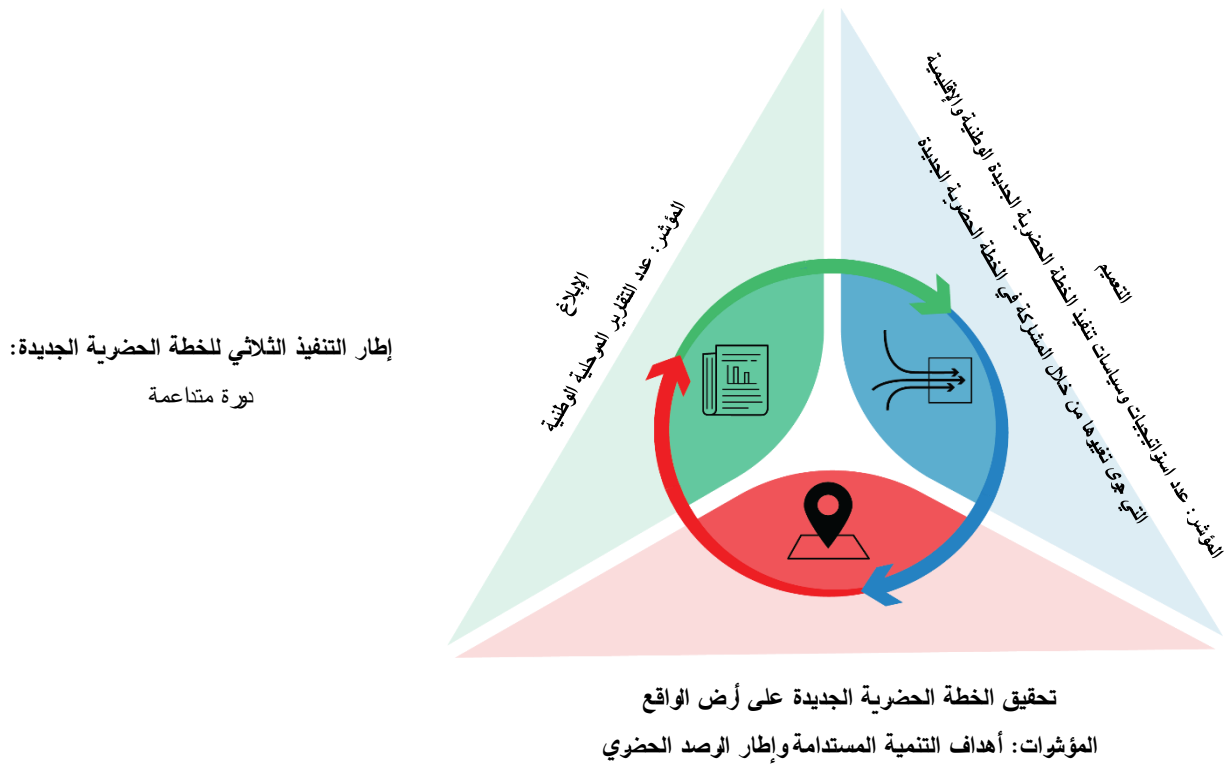 إطار التنفيذ الثلاثي للخطة الحضرية الجديدة:
دورة متداعمة
التعميم
المؤشر: عدد استراتيجيات وسياسات تنفيذ الخطة الحضرية الجديدة الوطنية والإقليمية
التي جرى تغييرها من خلال المشاركة في الخطة الحضرية الجديدة
الإبلاغ
المؤشر: عدد التقارير المرحلية الوطنية
تحقيق الخطة الحضرية الجديدة على أرض الواقع
المؤشرات: أهداف التنمية المستدامة وإطار الرصد الحضري